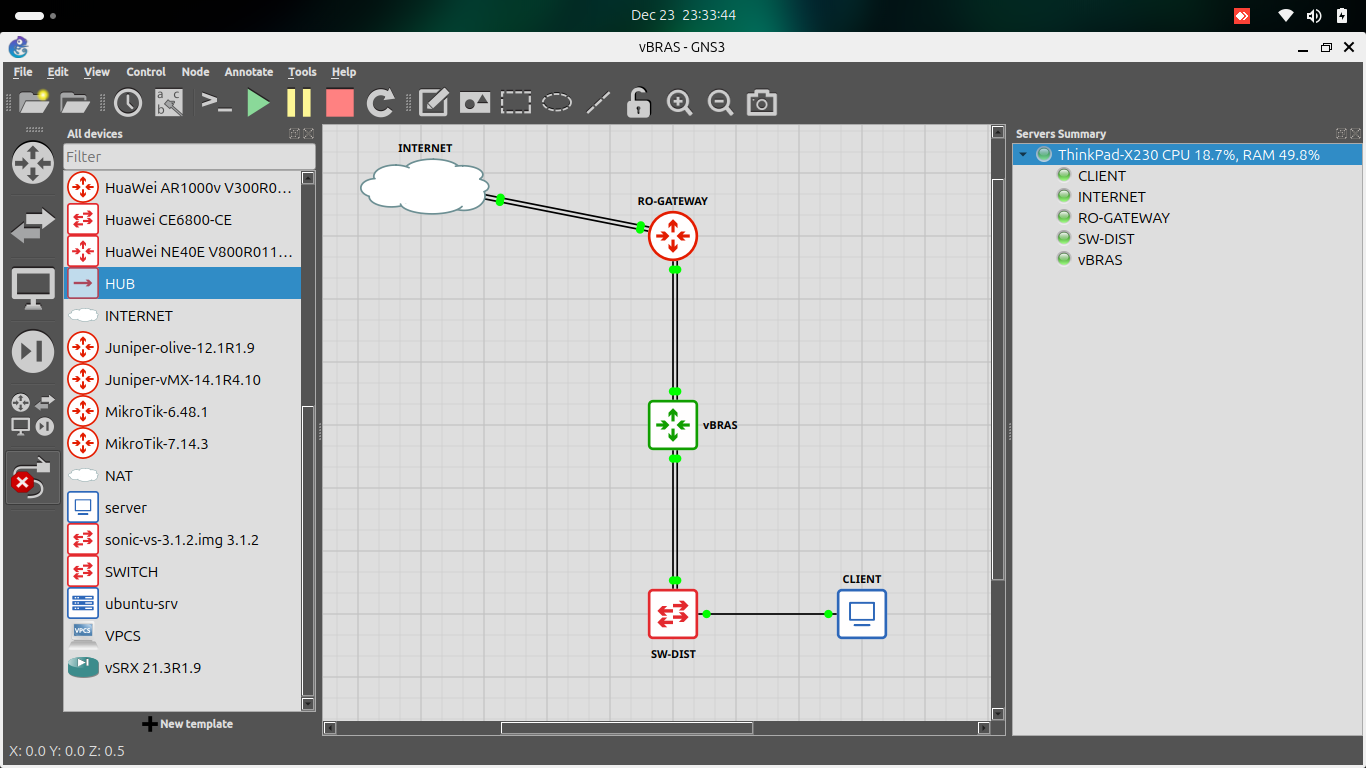 Dec 23 23:33:44
vBRAS - GNS3
File Edit View Control Node Annotate Tools Help
All devices
Filter
HuaWei AR1000v V300R0...
Huawei CE6800-CE
HuaWei NE40E V800R011...
HUB
INTERNET
Juniper-olive-12.1R1.9
Juniper-vMX-14.1R4.10
MikroTik-6.48.1
MikroTik-7.14.3
NAT
server
sonic-vs-3.1.2.img 3.1.2
SWITCH
ubuntu-srv
VPCS
VPCS
vSRX 21.3R1.9
New template
X: 0.0 Y: 0.0 Z: 0.5
a b c
INTERNET
RO-GATEWAY
vBRAS
CLIENT
SW-DIST
Servers Summary
ThinkPad-X230 CPU 18.7%, RAM 49.8%
CLIENT
INTERNET
RO-GATEWAY
SW-DIST
vBRAS